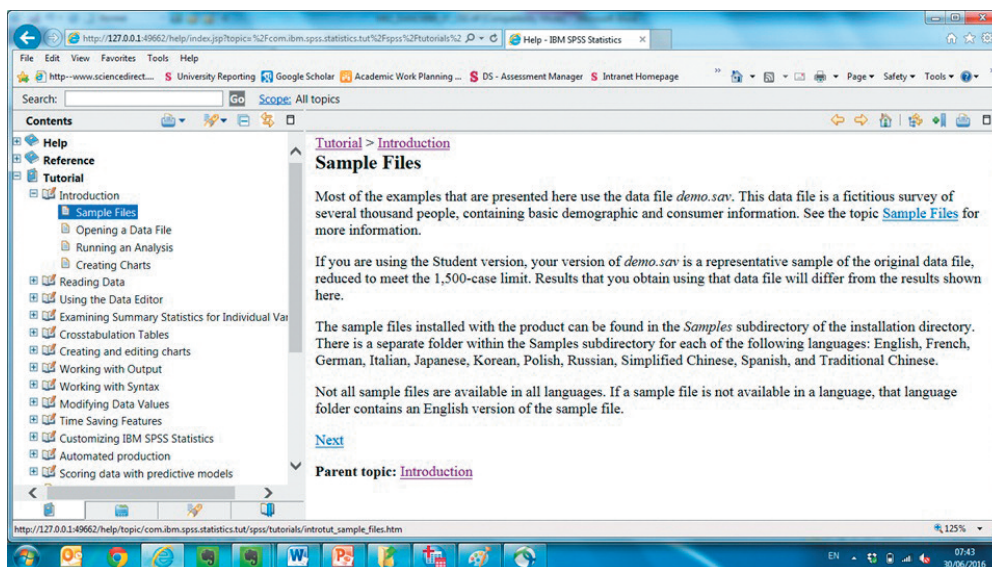 http://127.0.0.1:49662/help/index.jsp?topic=%2Fcom.ibm.spss.statistics.tut%2Fspss%2Ftutorials%2
Help - IBM SPSS Statistics
File Edit View Favorites Tools Help
http--www.sciencedirect.... University Reporting Google Scholar Academic Work Planning ... DS - Assessment Manager Intranet Homepage Page Safety Tools
Search: Go Scope: All topics
Contents
Help
Reference
Tutorial
Introduction
Sample Files
Opening a Data File
Running an Analysis
Creating Charts
Reading Data
Using the Data Editor
Examining Summary Statistics for Individual Var
Crosstabulation Tables
Creating and editing charts
Working with Output
Working with Syntax
Modifying Data Values
Time Saving Features
Customizing IBM SPSS Statistics
Automated production
Scoring data with predictive models
Tutorial > Introduction
Sample Files
Most of the examples that are presented here use the data file demo.sav. This data file is a fictitious survey of
several thousand people, containing basic demographic and consumer information. See the topic Sample Files for
more information.
If you are using the Student version, your version of demo.sav is a representative sample of the original data file,
reduced to meet the 1,500-case limit. Results that you obtain using that data file will differ from the results shown
here.
The sample files installed with the product can be found in the Samples subdirectory of the installation directory.
There is a separate folder within the Samples subdirectory for each of the following languages: English, French,
German, Italian, Japanese, Korean, Polish, Russian, Simplified Chinese, Spanish, and Traditional Chinese.
Not all sample files are available in all languages. If a sample file is not available in a language, that language
folder contains an English version of the sample file.
Next
Parent topic: Introduction
http://127.0.0.1:49662/help/topic/com.ibm.spss.statistics.tut/spss/tutorials/introtut_sample_files.htm
125%
EN
07:43
30/06/2016